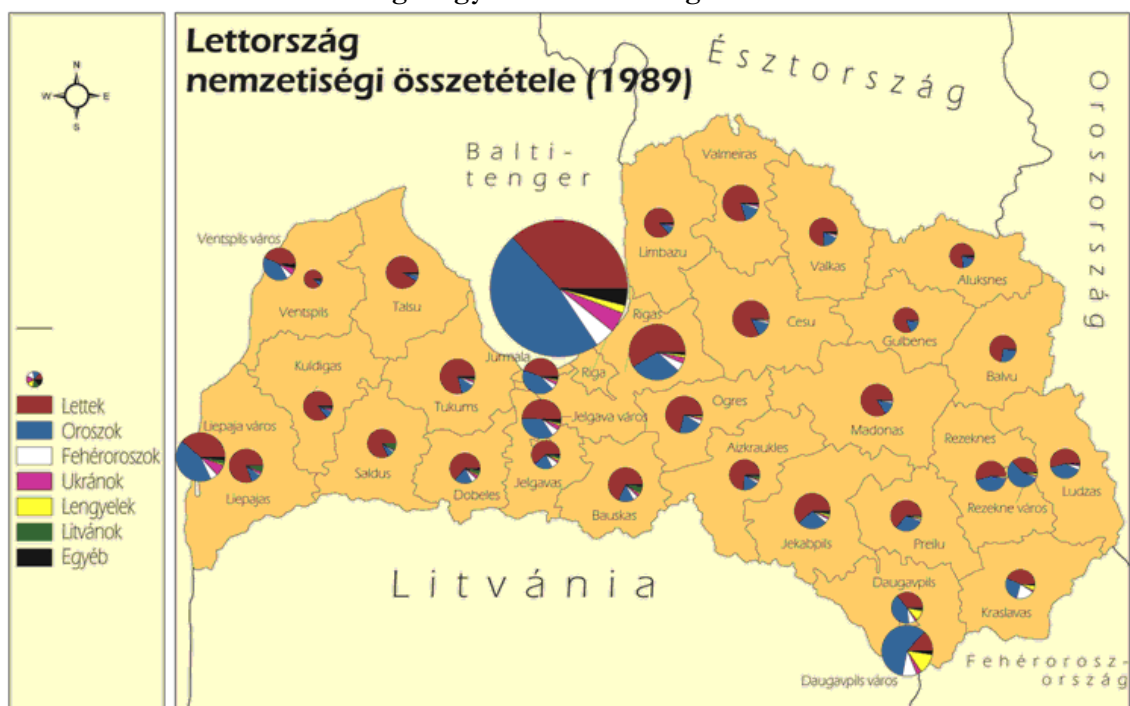 Lettország
nemzetiségi összetétele (1989)
Észtország
Oroszország
Balti-
tenger
N
W
E
S
Valmeiras
Ventspils város
Limbazu
Valkas
Aluksnes
Ventspils
Talsu
Rigas
Cesu
Gulbenes
Jurmala
Riga
Balvu
Kuldigas
Tukums
Ogres
Jelgava város
Madonas
Lettek
Oroszok
Fehéroroszok
Ukránok
Lengyelek
Litvánok
Egyéb
Liepaja város
Aizkraukles
Rezeknes
Saldus
Liepajas
Dobeles
Jelgavas
Bauskas
Ludzas
Rezekne város
Jekabpils
Preilu
Litvánia
Daugavpils
Kraslavas
Fehérorosz-
ország
Daugavpils város